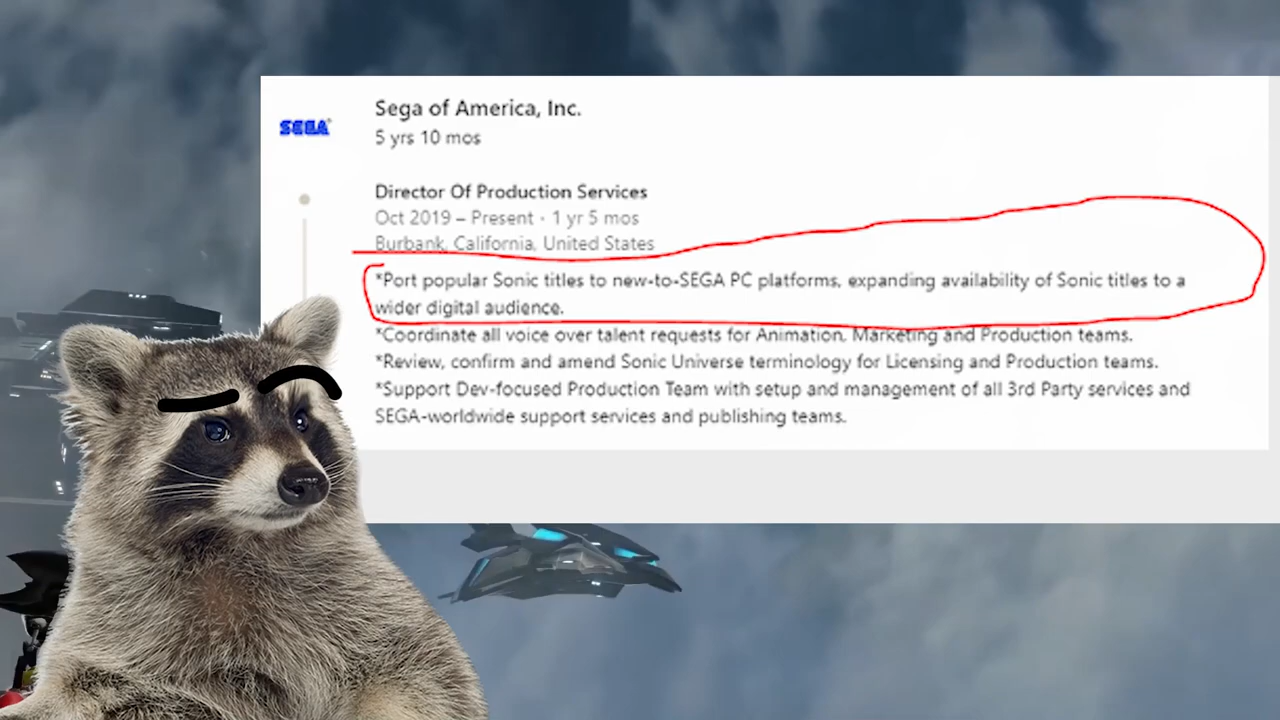 Sega of America, Inc.
SEGA
5 yrs 10 mos
Director Of Production Services
Oct 2019 – Present · 1 yr 5 mos
Burbank, California, United States
*Port popular Sonic titles to new-to-SEGA PC platforms, expanding availability of Sonic titles to a
wider digital audience.
*Coordinate all voice over talent requests for Animation, Marketing and Production teams.
*Review, confirm and amend Sonic Universe terminology for Licensing and Production teams.
*Support Dev-focused Production Team with setup and management of all 3rd Party services and
SEGA-worldwide support services and publishing teams.